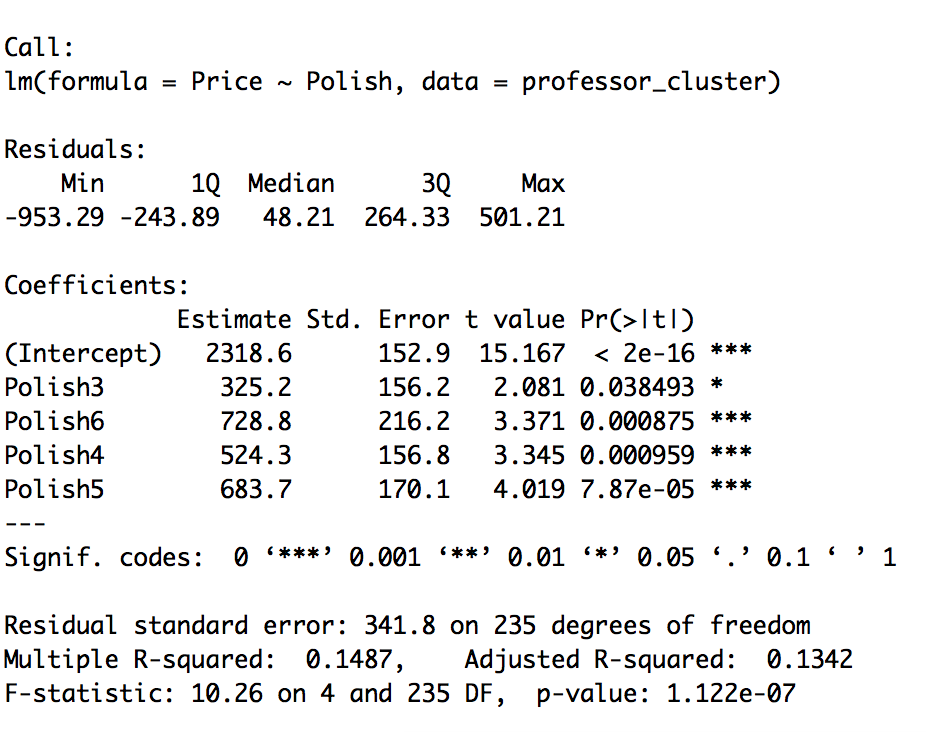 Call:
lm(formula = Price ~ Polish, data = professor_cluster)
Residuals:
    Min      1Q  Median      3Q     Max
-953.29 -243.89   48.21  264.33  501.21
Coefficients:
            Estimate Std. Error t value Pr(>|t|)
(Intercept)   2318.6      152.9  15.167  < 2e-16 ***
Polish3        325.2      156.2   2.081 0.038493 *
Polish6        728.8      216.2   3.371 0.000875 ***
Polish4        524.3      156.8   3.345 0.000959 ***
Polish5        683.7      170.1   4.019 7.87e-05 ***
---
Signif. codes:  0 ‘***’ 0.001 ‘**’ 0.01 ‘*’ 0.05 ‘.’ 0.1 ‘ ’ 1
Residual standard error: 341.8 on 235 degrees of freedom
Multiple R-squared:  0.1487,    Adjusted R-squared:  0.1342
F-statistic: 10.26 on 4 and 235 DF,  p-value: 1.122e-07